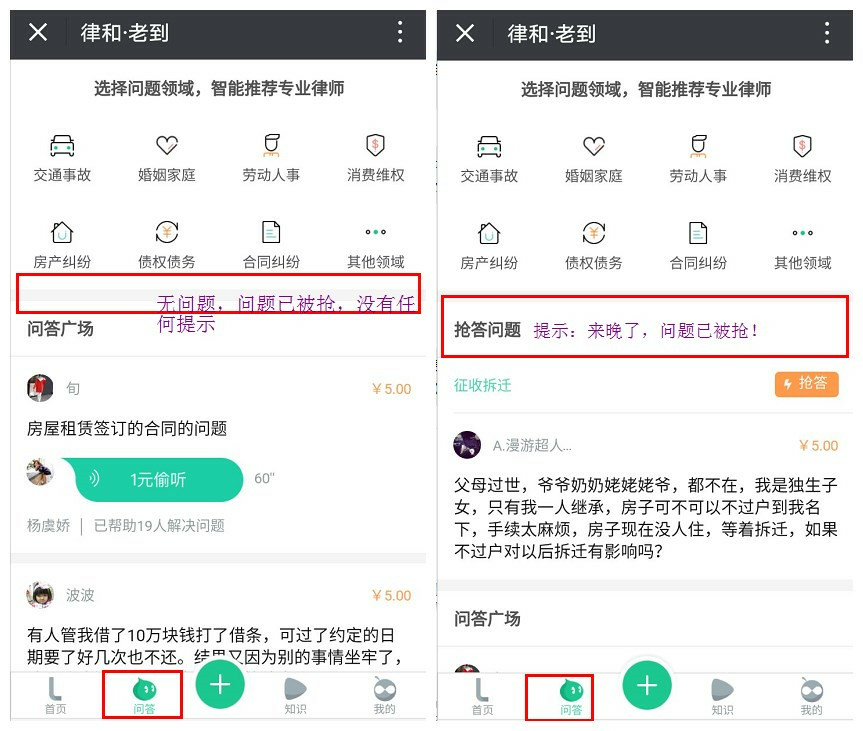 律和·老到
选择问题领域，智能推荐专业律师
交通事故 婚姻家庭 劳动人事 消费维权
房产纠纷 债权债务 合同纠纷 其他领域
无问题，问题已被抢，没有任
何提示
问答广场
旬 ￥5.00
房屋租赁签订的合同的问题
1元偷听 60"
杨虞娇 | 已帮助19人解决问题
波波 ￥5.00
有人管我借了10万块钱打了借条，可过了约定的日
期要了好几次也不还。结果又因为别的事情坐牢了，
首页 问答 知识 我的
律和·老到
选择问题领域，智能推荐专业律师
交通事故 婚姻家庭 劳动人事 消费维权
房产纠纷 债权债务 合同纠纷 其他领域
抢答问题 提示：来晚了，问题已被抢！
征收拆迁 抢答
A.漫游超人... ￥5.00
父母过世，爷爷奶奶姥姥姥爷，都不在，我是独生子
女，只有我一人继承，房子可不可以不过户到我名
下，手续太麻烦，房子现在没人住，等着拆迁，如果
不过户对以后拆迁有影响吗？
问答广场
首页 问答 知识 我的